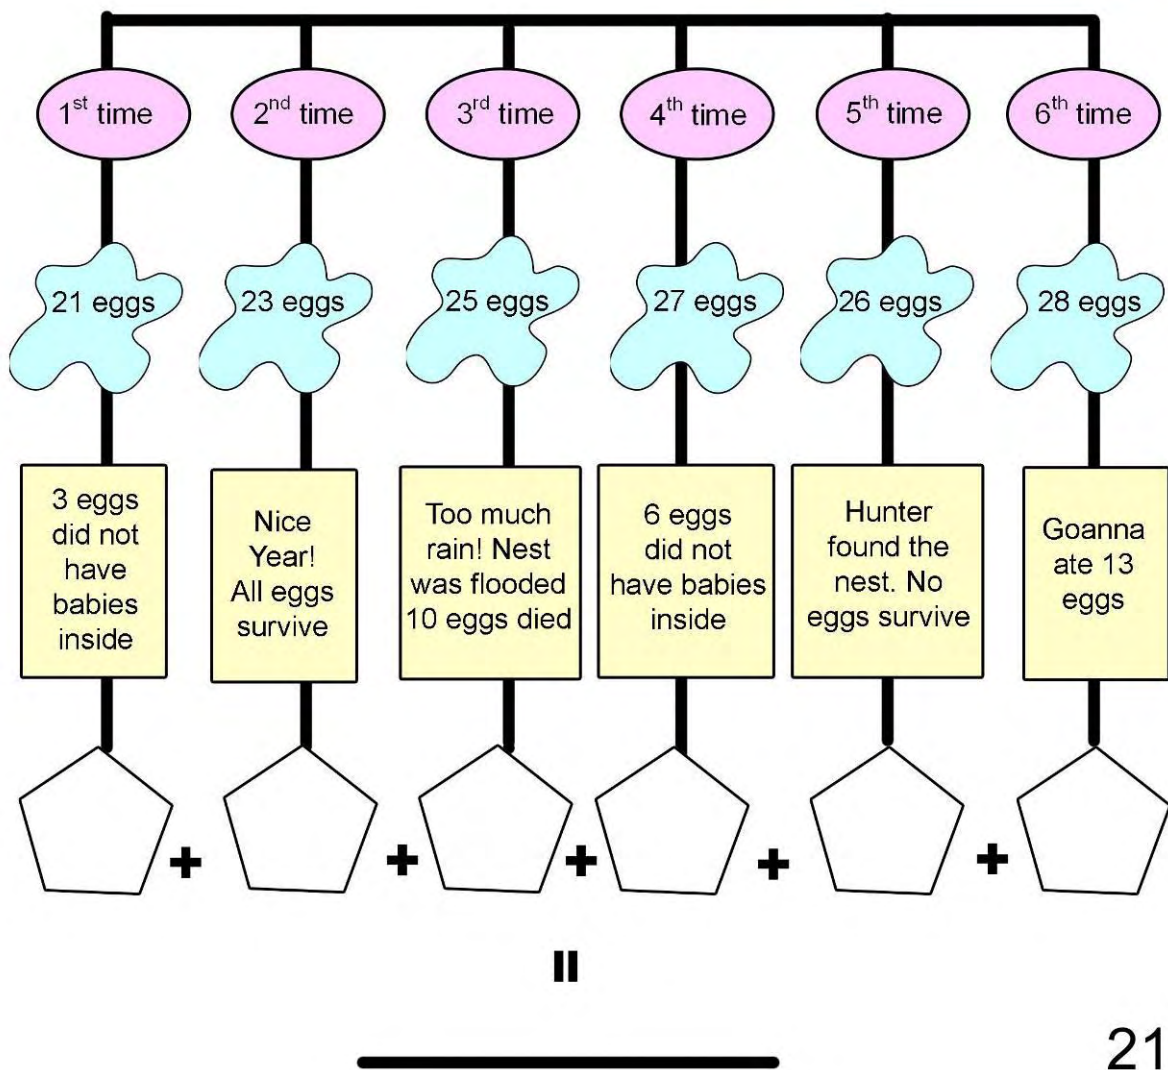 1st time
2nd time
3rd time
4th time
5th time
6th time
21 eggs
23 eggs
25 eggs
27 eggs
26 eggs
28 eggs
3 eggs
did not
have
babies
inside
Nice
Year!
All eggs
survive
Too much
rain! Nest
was flooded
10 eggs died
6 eggs
did not
have babies
inside
Hunter
found the
nest. No
eggs survive
Goanna
ate 13
eggs
+ + + + +
=
21